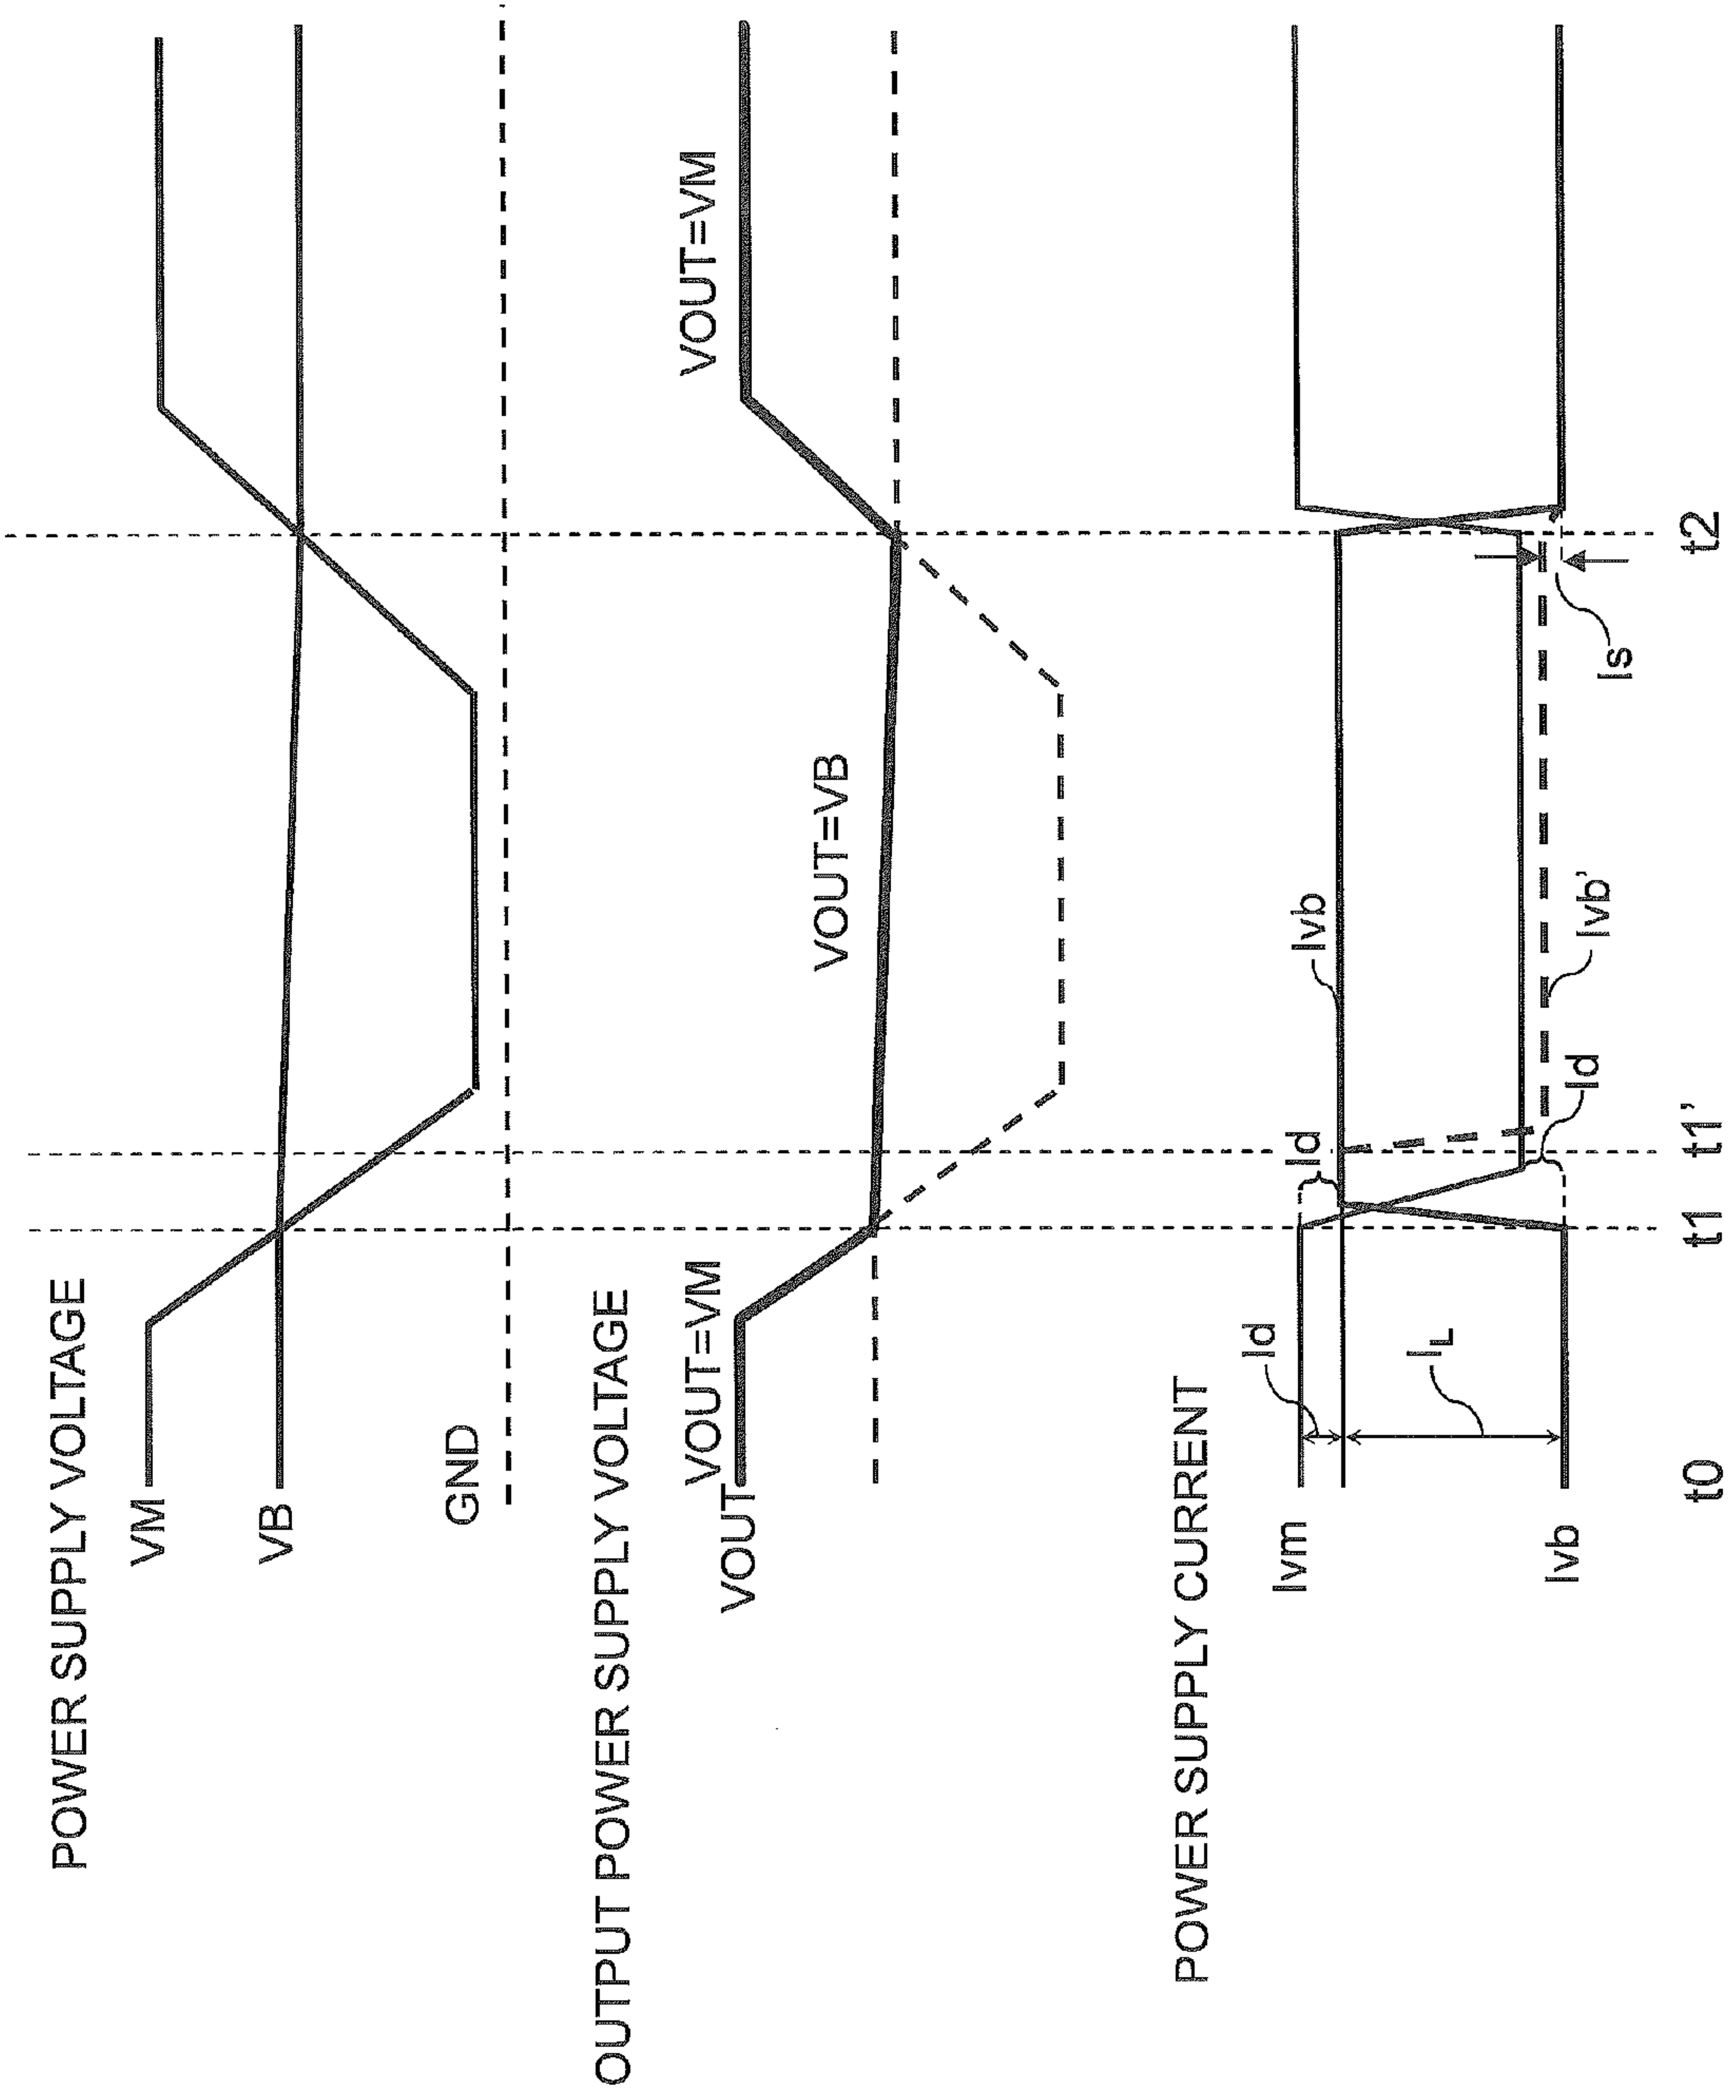 POWER SUPPLY VOLTAGE
VM
VB
GND
OUTPUT POWER SUPPLY VOLTAGE
VOUT
VOUT=VM
VOUT=VB
VOUT=VM
POWER SUPPLY CURRENT
Ivm
Ivb
Id
IL
Id
Id
Ivb
Ivb'
Is
t0
t1
t1'
t2